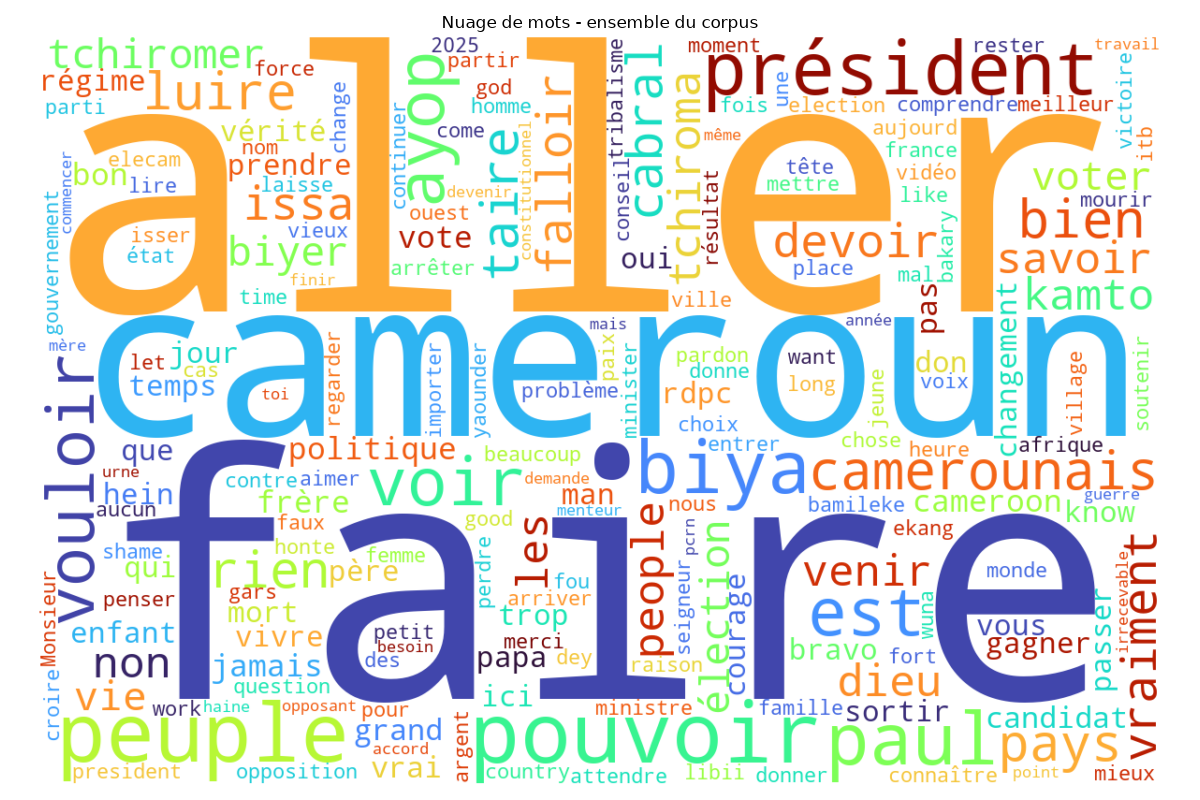 Nuage de mots - ensemble du corpus
tchiromer
2025
partir
moment
rester
travail
régime
force
luire
god
président
parti
homme
fois
une
election
comprendre
meilleur
victoire
vérité
change
continuer
ayop
come
taire
falloir
constitutionnel
tribalisme
conseil
cabral
tchiroma
même
résultat
aujourd
france
itb
aller
commencer
elecam
nom
prendre
bon
lire
laisse
devenir
tête
mettre
vidéo
like
voter
mourir
gouvernement
issa
ouest
vieux
vote
isser
état
biyer
arrêter
finir
time
oui
ville
devoir
place
mal
bakary
bien
savoir
kamto
pas
changement
cameroun
mère
mais
année
let
jour
cas
temps
toi
regarder
importer
yaounder
problème
paix
minister
pardon
donne
rdpc
choix
want
long
don
voix
jeune
village
soutenir
vouloir
que
politique
beaucoup
entrer
chose
heure
afrique
urne
hein
aucun
contre
aimer
voir
demande
biya
camerounais
frère
man
menteur
nous
bamileke
cameroon
guerre
know
faire
faux
good
people
pcrn
ekang
shame
honte
femme
perdre
les
qui
rien
père
fou
arriver
seigneur
élection
venir
monde
irrecevable
vraiment
Monsieur
penser
gars
mort
trop
est
wuna
passer
enfant
vivre
petit
besoin
merci
courage
vous
gagner
non
jamais
des
papa
dey
raison
bravo
fort
vie
question
ici
dieu
croire
work
haine
opposant
pour
ministre
famille
sortir
candidat
peuple
grand
accord
argent
pouvoir
paul
pays
president
opposition
vrai
country
attendre
libii
donner
connaître
point
mieux